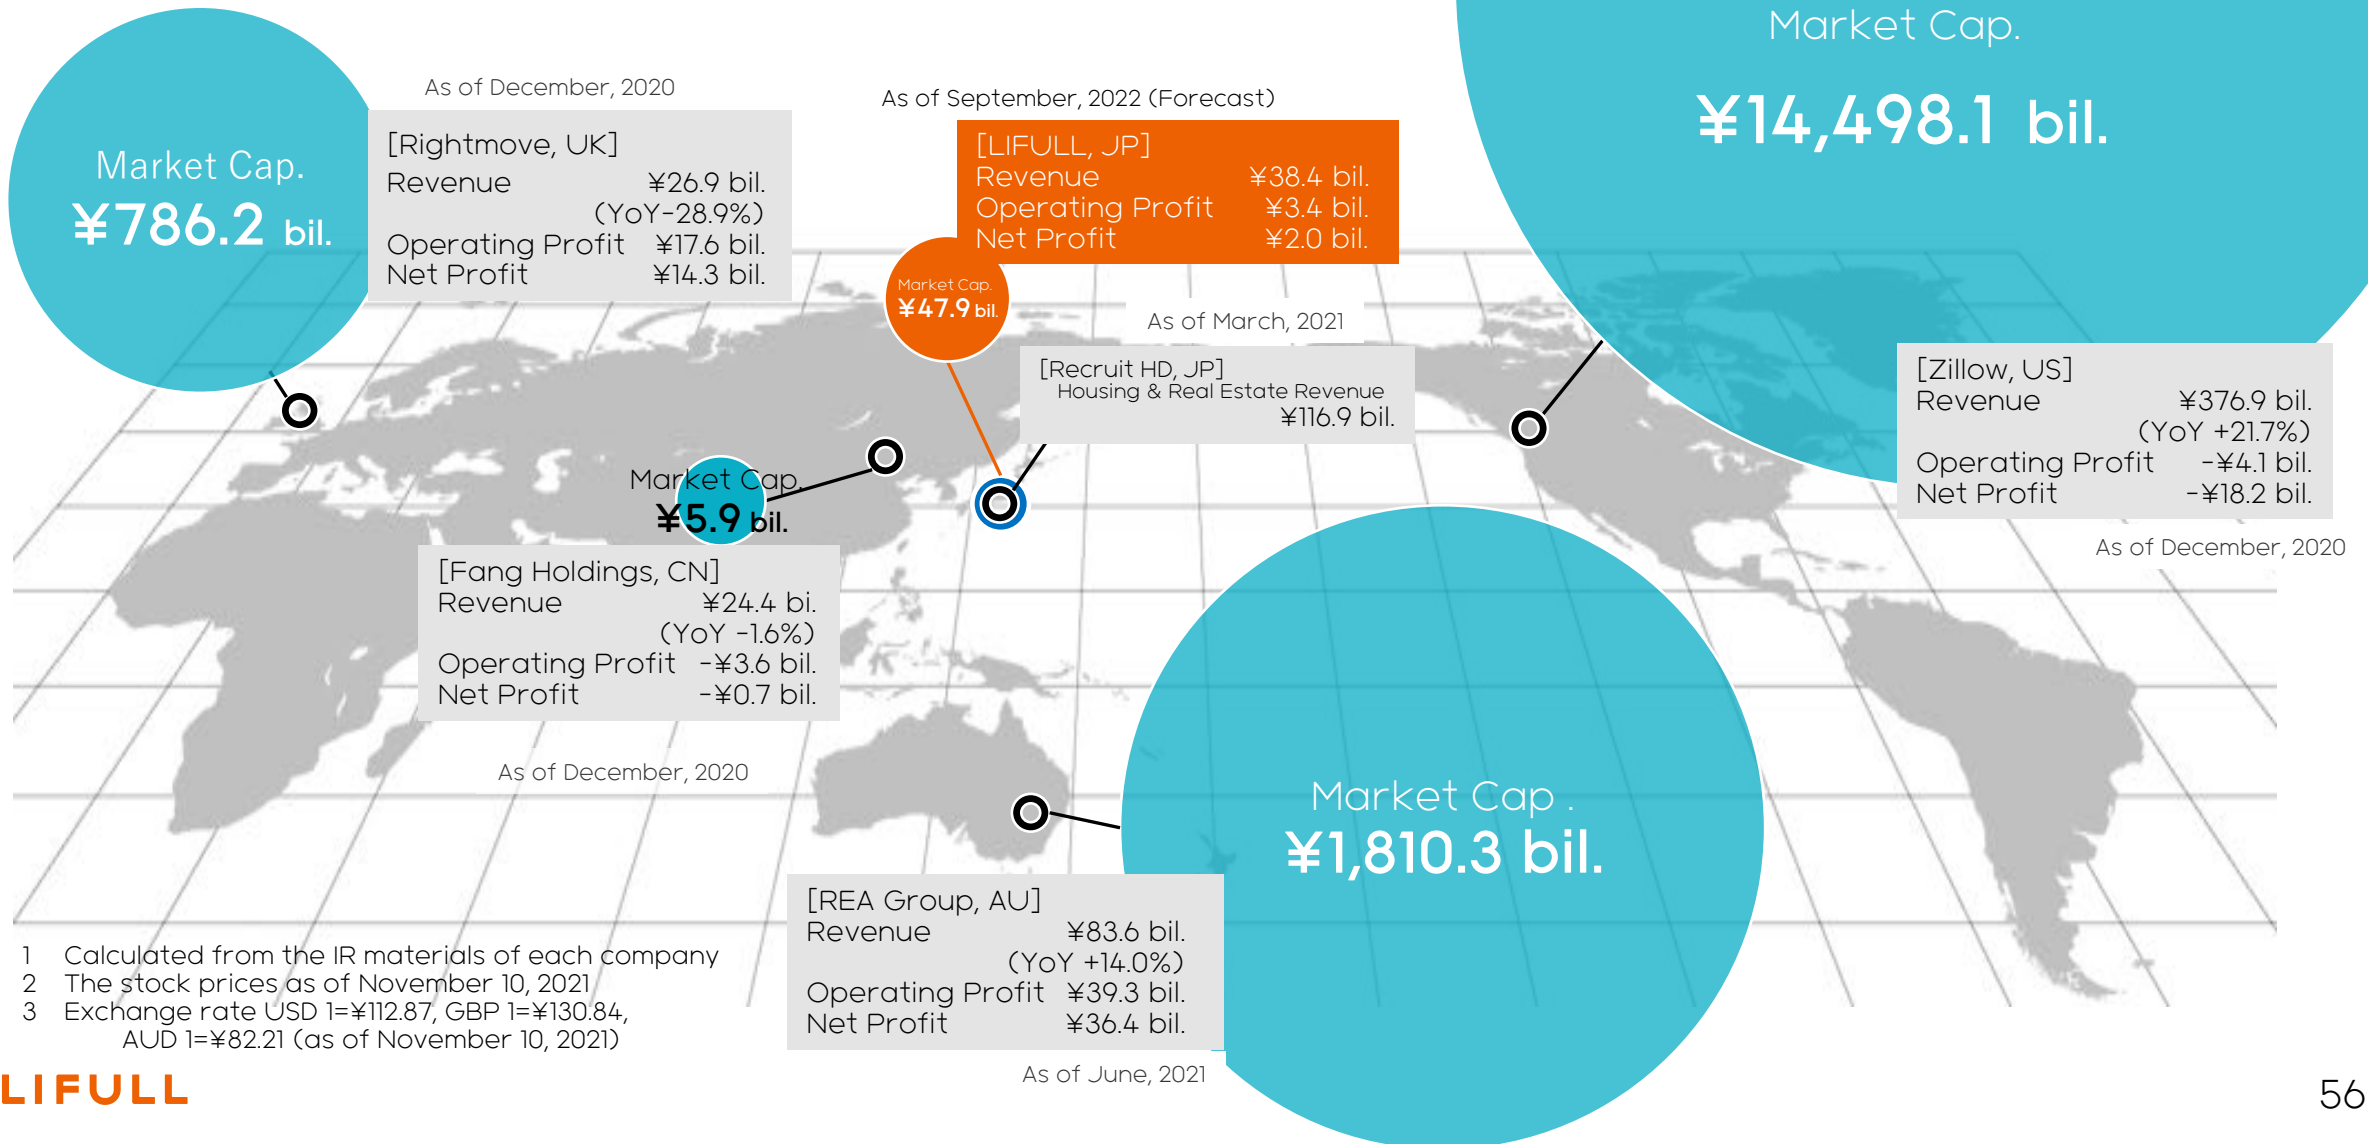 Market Cap.
¥14,498.1 bil.
As of December, 2020
[Rightmove, UK]
Revenue ¥26.9 bil.
(YoY-28.9%)
Operating Profit ¥17.6 bil.
Net Profit ¥14.3 bil.
Market Cap.
¥786.2 bil.
As of September, 2022 (Forecast)
[LIFULL, JP]
Revenue ¥38.4 bil.
Operating Profit ¥3.4 bil.
Net Profit ¥2.0 bil.
Market Cap.
¥47.9 bil.
As of March, 2021
[Recruit HD, JP]
Housing & Real Estate Revenue
¥116.9 bil.
[Zillow, US]
Revenue ¥376.9 bil.
(YoY +21.7%)
Operating Profit -¥4.1 bil.
Net Profit -¥18.2 bil.
As of December, 2020
Market Cap.
¥5.9 bil.
[Fang Holdings, CN]
Revenue ¥24.4 bi.
(YoY -1.6%)
Operating Profit -¥3.6 bil.
Net Profit -¥0.7 bil.
As of December, 2020
Market Cap .
¥1,810.3 bil.
[REA Group, AU]
Revenue ¥83.6 bil.
(YoY +14.0%)
Operating Profit ¥39.3 bil.
Net Profit ¥36.4 bil.
As of June, 2021
1 Calculated from the IR materials of each company
2 The stock prices as of November 10, 2021
3 Exchange rate USD 1=¥112.87, GBP 1=¥130.84,
AUD 1=¥82.21 (as of November 10, 2021)
LIFULL
56